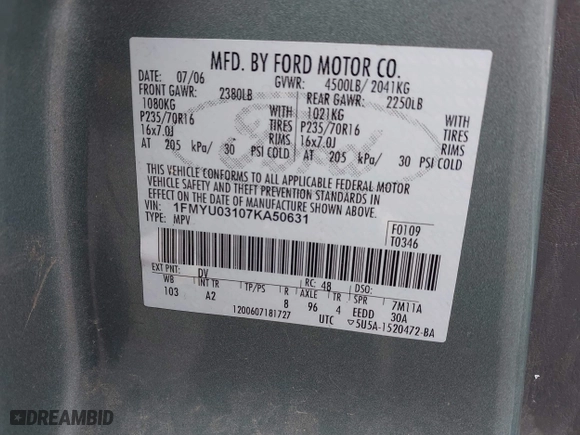 MFD. BY FORD MOTOR CO.
DATE: 07/06 GVWR: 4500LB/ 2041KG
FRONT GAWR: 2380LB REAR GAWR: 2250LB
1080KG WITH 1021KG WITH
P235/70R16 TIRES P235/70R16 TIRES
16x7.0J RIMS 16x7.0J RIMS
AT 205 kPa/ 30 PSI COLD AT 205 kPa/ 30 PSI COLD
THIS VEHICLE CONFORMS TO ALL APPLICABLE FEDERAL MOTOR
VEHICLE SAFETY AND THEFT PREVENTION STANDARDS IN
EFFECT ON THE DATE OF MANUFACTURE SHOWN ABOVE.
VIN: 1FMYU03107KA50631
TYPE: MPV
F0109
T0346
EXT PNT: DV RC: 48 DSO:
WB INT TR TP/PS R AXLE TR SPR 7M11A
103 A2 8 96 4 EEDD 30A
1200607181727 UTC ▽5U5A-1520472-BA
Ford
DREAMBID